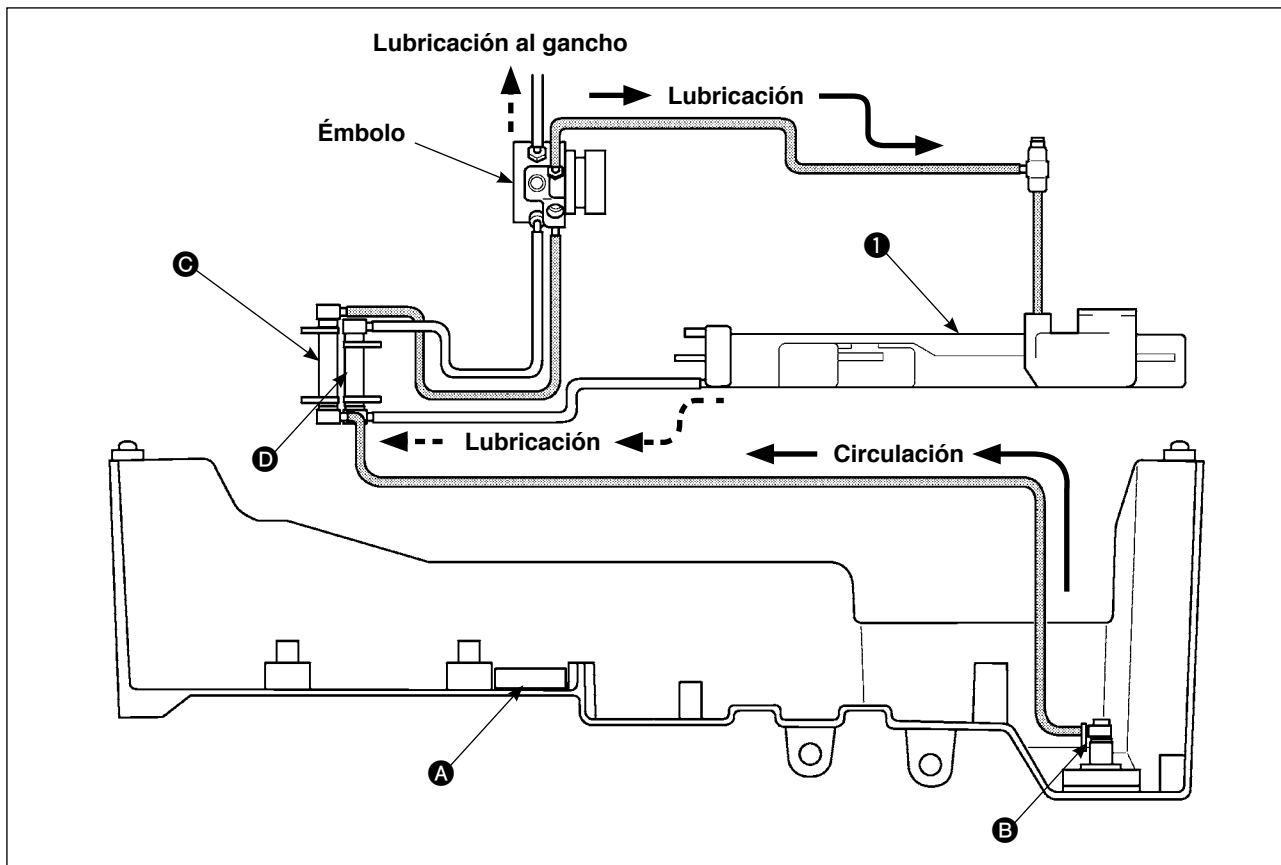 Lubricación al gancho
Lubricación
Émbolo
C
1
D
Lubricación
Circulación
A
B